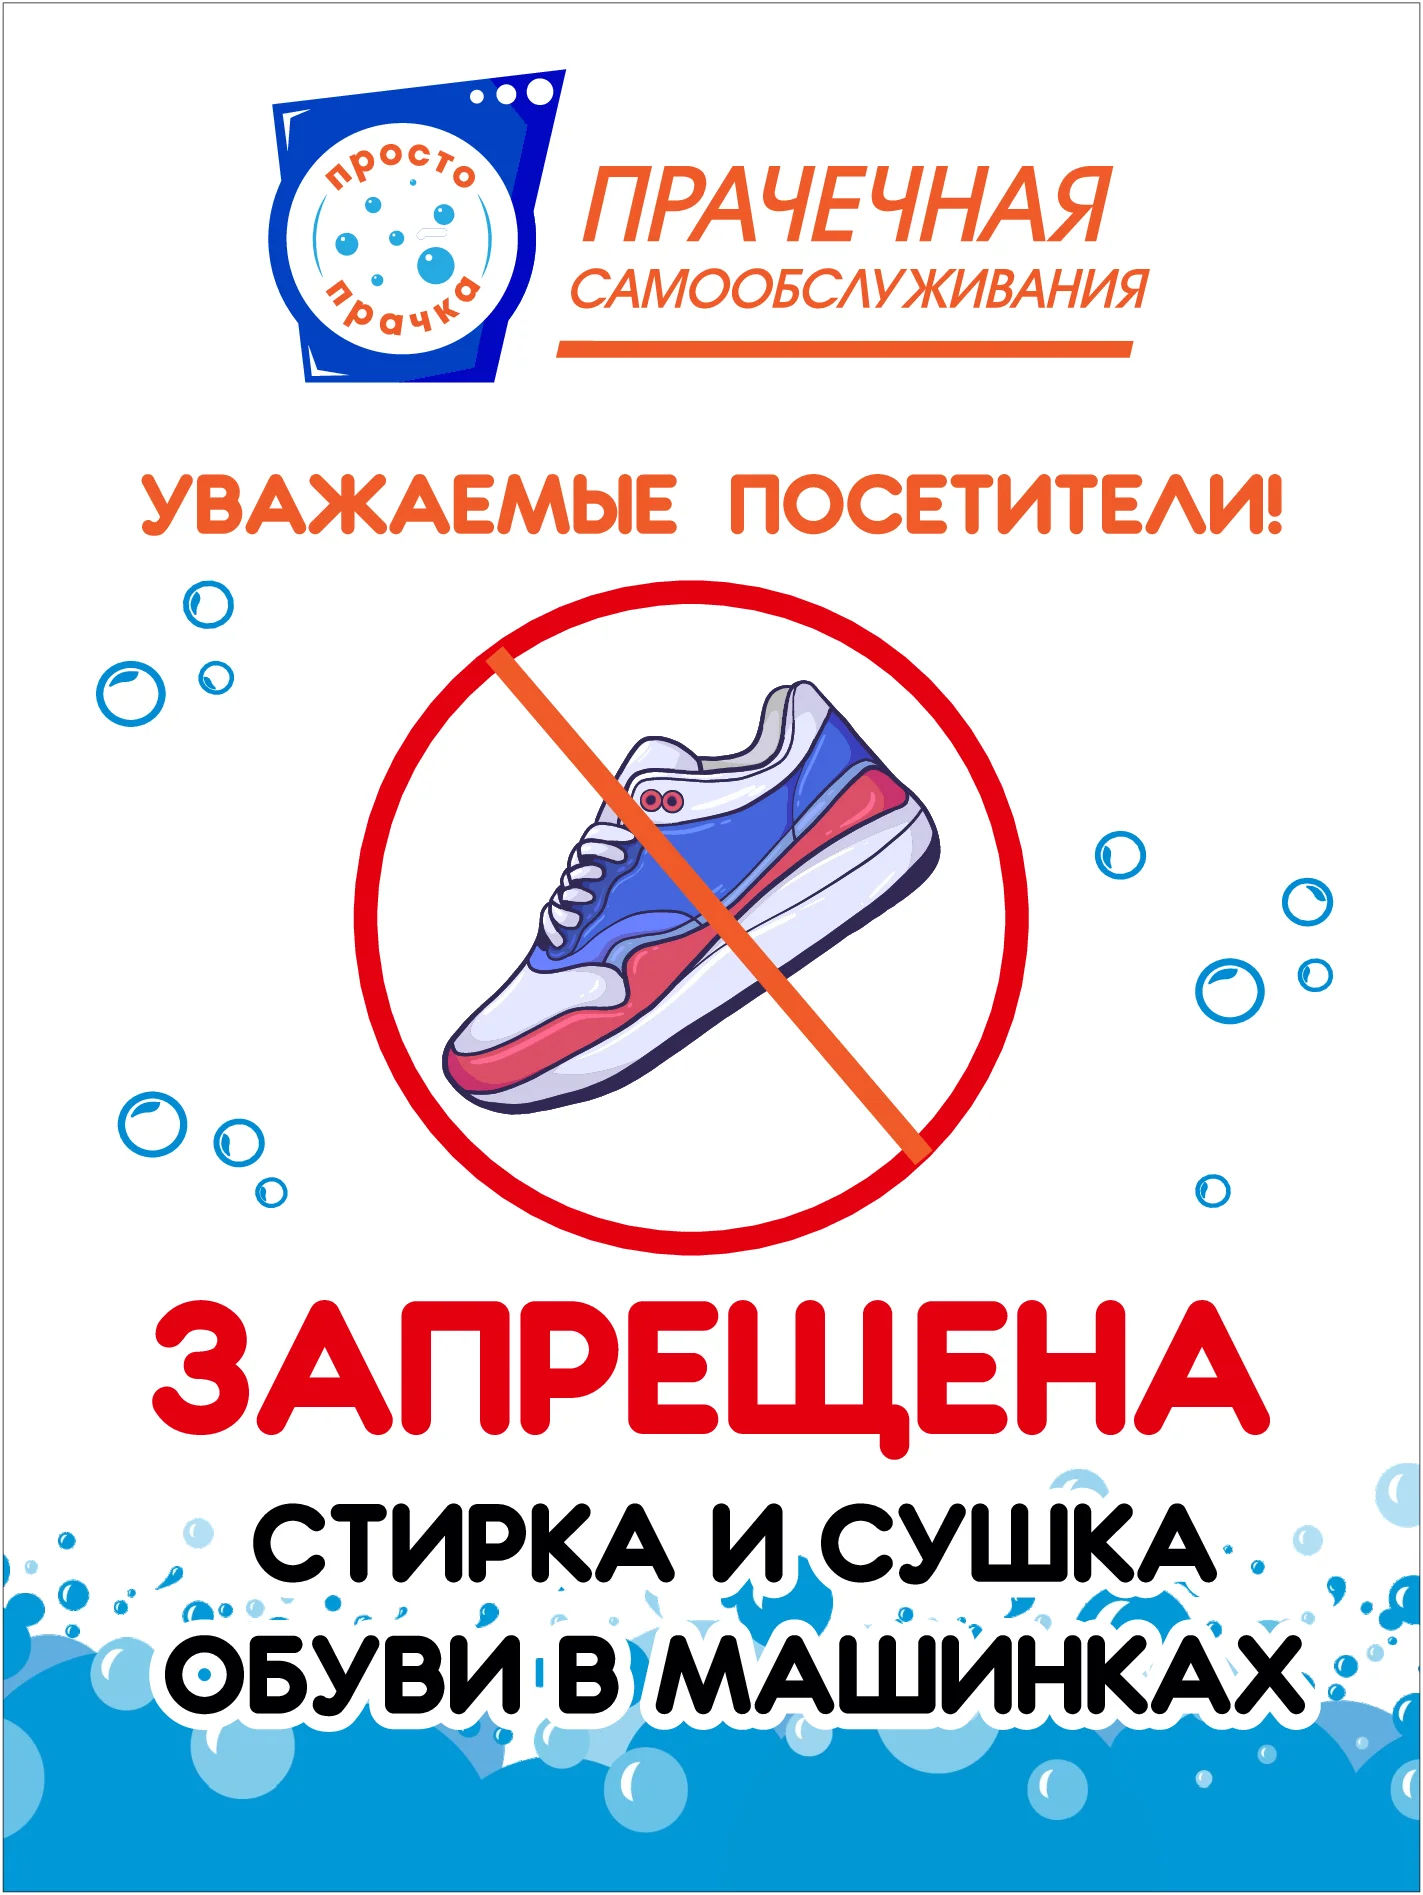 просто
прачка
ПРАЧЕЧНАЯ
САМООБСЛУЖИВАНИЯ
УВАЖАЕМЫЕ ПОСЕТИТЕЛИ!
ЗАПРЕЩЕНА
СТИРКА И СУШКА
ОБУВИ В МАШИНКАХ